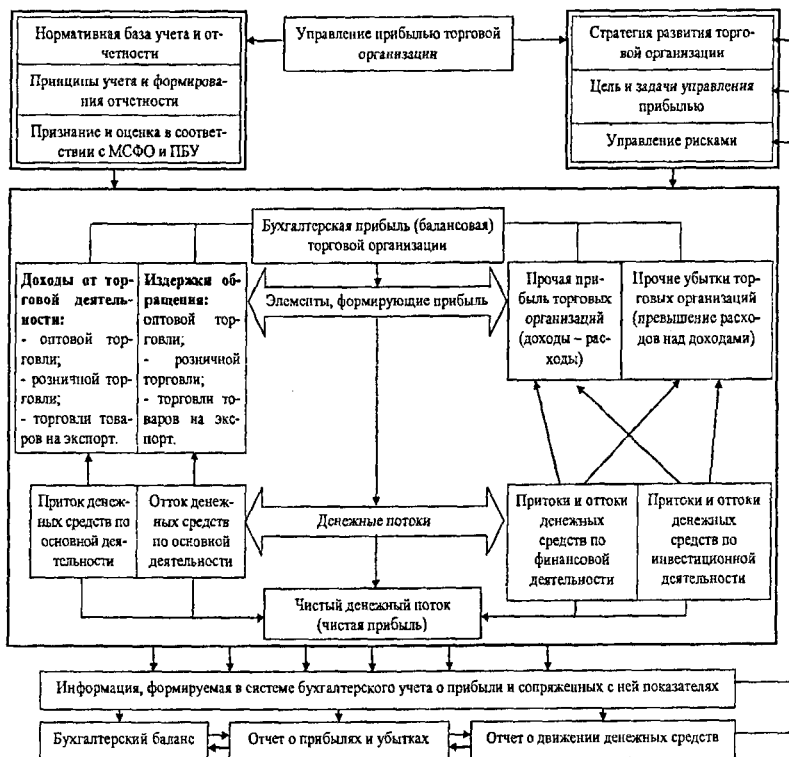 Нормативная база учета и от-
четности
Принципы учета и формирова-
ния отчетности
Признание и оценка в соответ-
ствии с МСФО и ПБУ
Управление прибылью торговой
организации
Стратегия развития торго-
вой организации
Цель и задачи управления
прибылью
Управление рисками
Бухгалтерская прибыль (балансовая)
торговой организации
Доходы от тор-
говой деятель-
ности:
- оптовой тор-
говли;
- розничной тор-
говли;
- торговли това-
ров на экспорт.
Издержки об-
ращения:
оптовой тор-
говли;
- розничной
торговли;
- торговли то-
варов на экс-
порт.
Элементы, формирующие прибыль
Прочая при-
быль торговых
организаций
(доходы – рас-
ходы)
Прочие убытки тор-
говых организаций
(превышение расхо-
дов над доходами)
Приток денеж-
ных средств по
основной дея-
тельности
Отток денеж-
ных средств
по основной
деятельности
Денежные потоки
Притоки и оттоки
денежных
средств по
финансовой
деятельности
Притоки и оттоки
денежных
средств по
инвестиционной
деятельности
Чистый денежный поток
(чистая прибыль)
Информация, формируемая в системе бухгалтерского учета о прибыли и сопряженных с ней показателях
Бухгалтерский баланс
Отчет о прибылях и убытках
Отчет о движении денежных средств